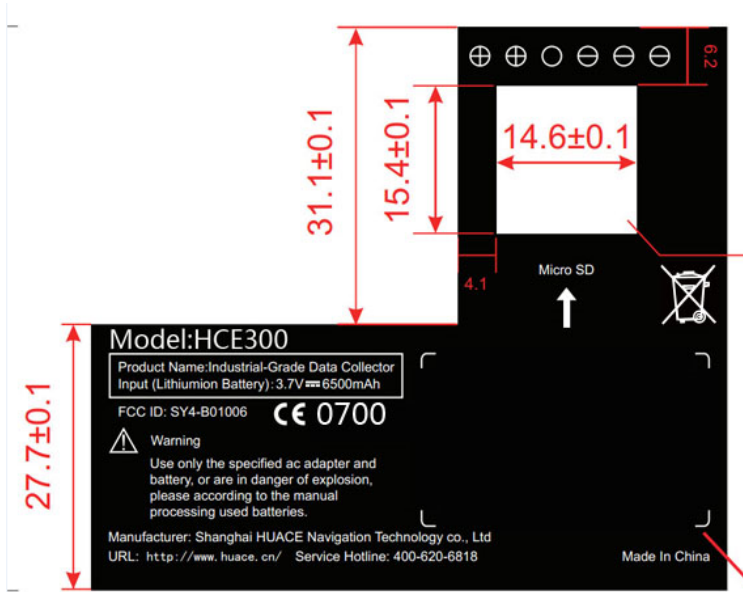 6.2
31.1±0.1
15.4±0.1
14.6±0.1
4.1
Micro SD
27.7±0.1
Model:HCE300
Product Name:Industrial-Grade Data Collector
Input (Lithiumion Battery): 3.7V⎓6500mAh
FCC ID: SY4-B01006 CE 0700
Warning
Use only the specified ac adapter and
battery, or are in danger of explosion,
please according to the manual
processing used batteries.
Manufacturer: Shanghai HUACE Navigation Technology co., Ltd
URL: http://www.huace.cn/ Service Hotline: 400-620-6818
Made In China